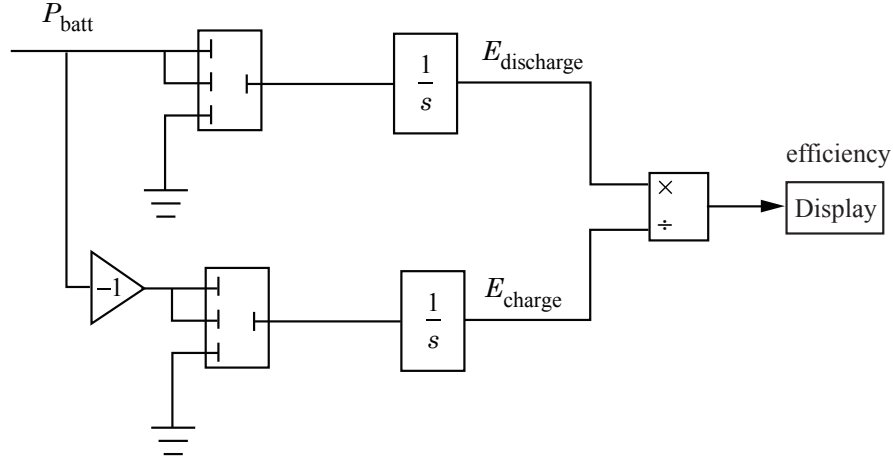 P_batt
1
s
E_discharge
efficiency
×
Display
÷
−1
1
s
E_charge